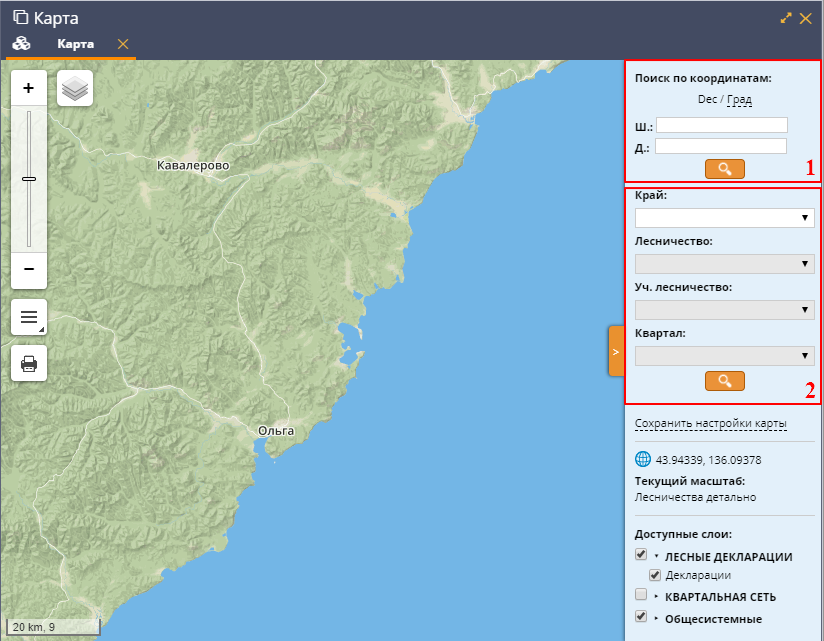 Карта
Карта
Поиск по координатам:
Dec / Град
Ш.:
Д.:
1
Край:
Лесничество:
Уч. лесничество:
Квартал:
2
Сохранить настройки карты
43.94339, 136.09378
Текущий масштаб:
Лесничества детально
Доступные слои:
ЛЕСНЫЕ ДЕКЛАРАЦИИ
Декларации
КВАРТАЛЬНАЯ СЕТЬ
Общесистемные
+
−
>
Кавалерово
Ольга
20 km, 9